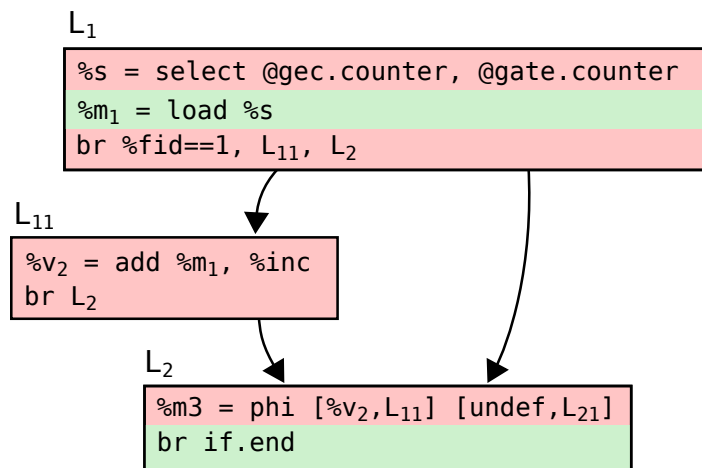 L₁
%s = select @gec.counter, @gate.counter
%m₁ = load %s
br %fid==1, L₁₁, L₂
L₁₁
%v₂ = add %m₁, %inc
br L₂
L₂
%m3 = phi [%v₂,L₁₁] [undef,L₂₁]
br if.end